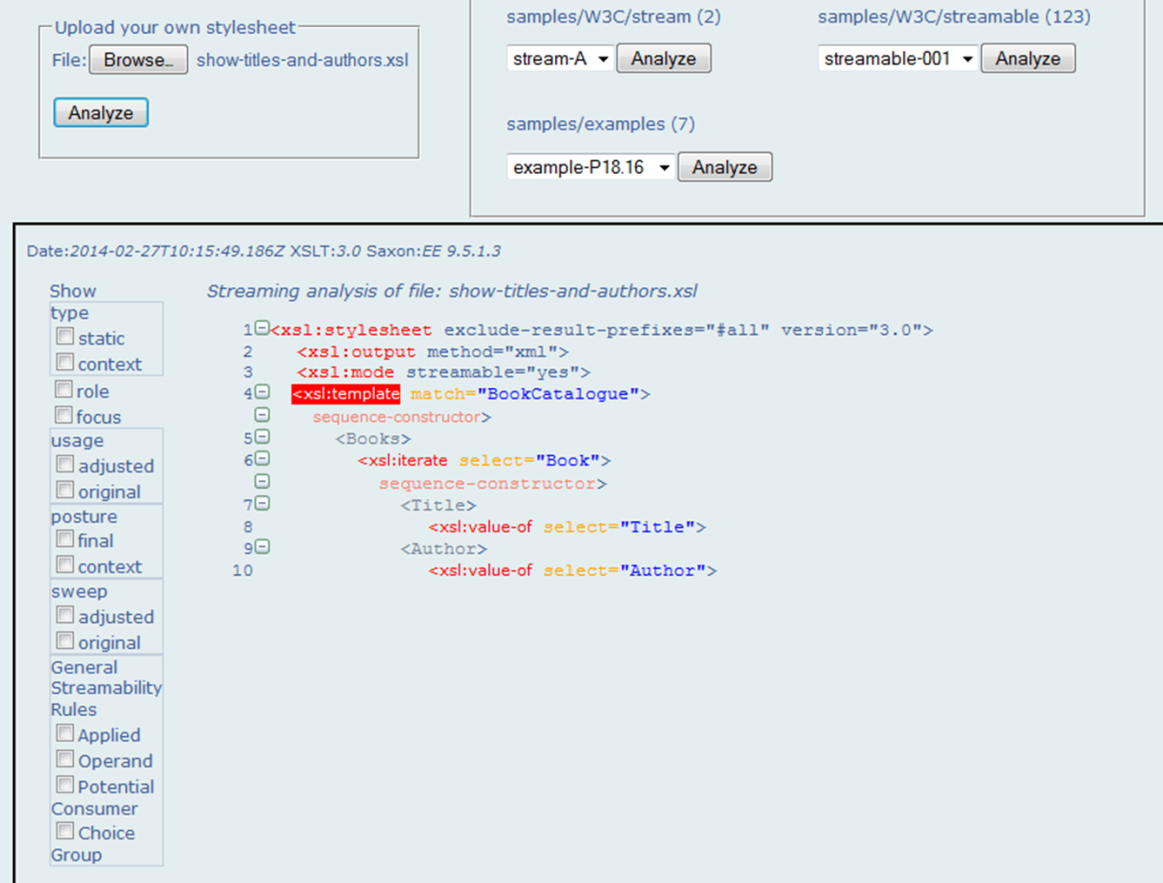 Upload your own stylesheet
File: Browse… show-titles-and-authors.xsl
Analyze
samples/W3C/stream (2)
stream-A Analyze
samples/W3C/streamable (123)
streamable-001 Analyze
samples/examples (7)
example-P18.16 Analyze
Date:2014-02-27T10:15:49.186Z XSLT:3.0 Saxon:EE 9.5.1.3
Show
type
static
context
role
focus
usage
adjusted
original
posture
final
context
sweep
adjusted
original
General
Streamability
Rules
Applied
Operand
Potential
Consumer
Choice
Group
Streaming analysis of file: show-titles-and-authors.xsl
1 <xsl:stylesheet exclude-result-prefixes="#all" version="3.0">
2 <xsl:output method="xml">
3 <xsl:mode streamable="yes">
4 <xsl:template match="BookCatalogue">
sequence-constructor>
5 <Books>
6 <xsl:iterate select="Book">
sequence-constructor>
7 <Title>
8 <xsl:value-of select="Title">
9 <Author>
10 <xsl:value-of select="Author">